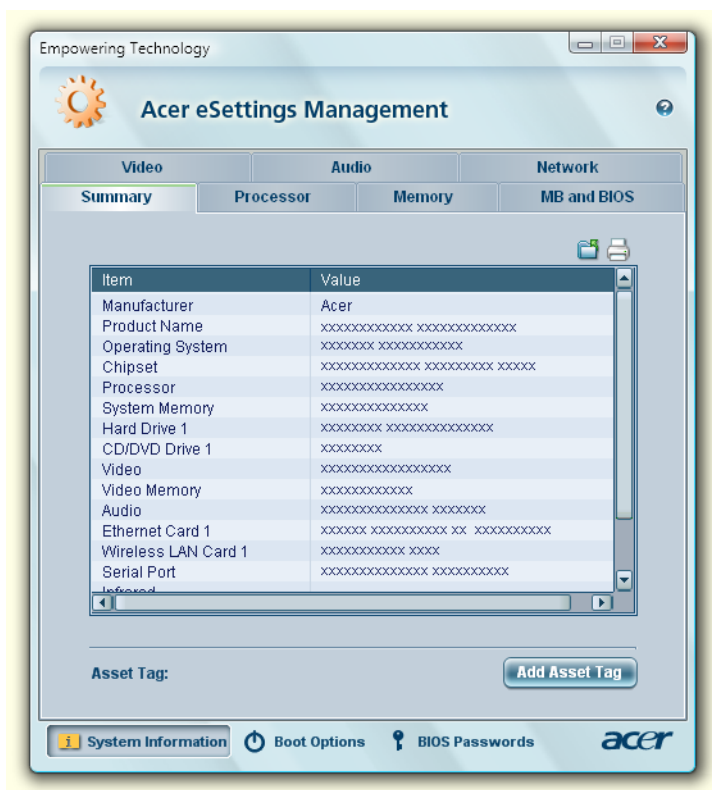 Empowering Technology
Acer eSettings Management
Video Audio Network
Summary Processor Memory MB and BIOS
Item Value
Manufacturer Acer
Product Name xxxxxxxxxxxx xxxxxxxxxxxxx
Operating System xxxxxxx xxxxxxxxxxx
Chipset xxxxxxxxxxxxx xxxxxxxxx xxxxx
Processor xxxxxxxxxxxxxxxx
System Memory xxxxxxxxxxxxxx
Hard Drive 1 xxxxxxxx xxxxxxxxxxxxxx
CD/DVD Drive 1 xxxxxxxx
Video xxxxxxxxxxxxxxxxx
Video Memory xxxxxxxxxxxx
Audio xxxxxxxxxxxxxx xxxxxxx
Ethernet Card 1 xxxxxx xxxxxxxxxx xx xxxxxxxxxx
Wireless LAN Card 1 xxxxxxxxxxx xxxx
Serial Port xxxxxxxxxxxxxx xxxxxxxxxx
Infrared
Asset Tag: Add Asset Tag
System Information Boot Options BIOS Passwords acer